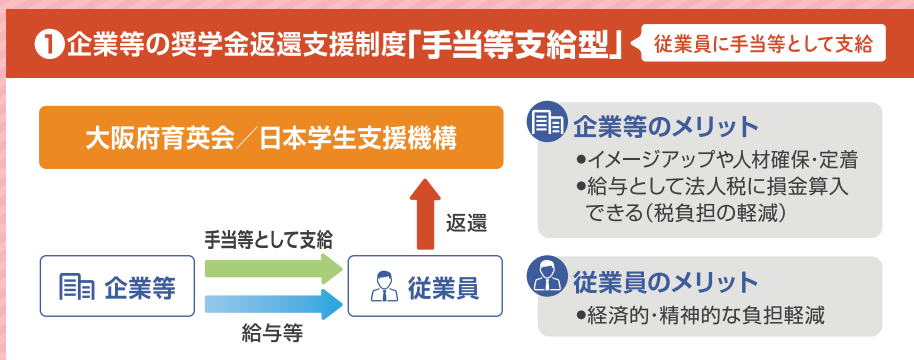 ❶企業等の奨学金返還支援制度「手当等支給型」 従業員に手当等として支給
大阪府育英会／日本学生支援機構
返還
手当等として支給
企業等
従業員
給与等
企業等のメリット
●イメージアップや人材確保・定着
●給与として法人税に損金算入
できる（税負担の軽減）
従業員のメリット
●経済的・精神的な負担軽減